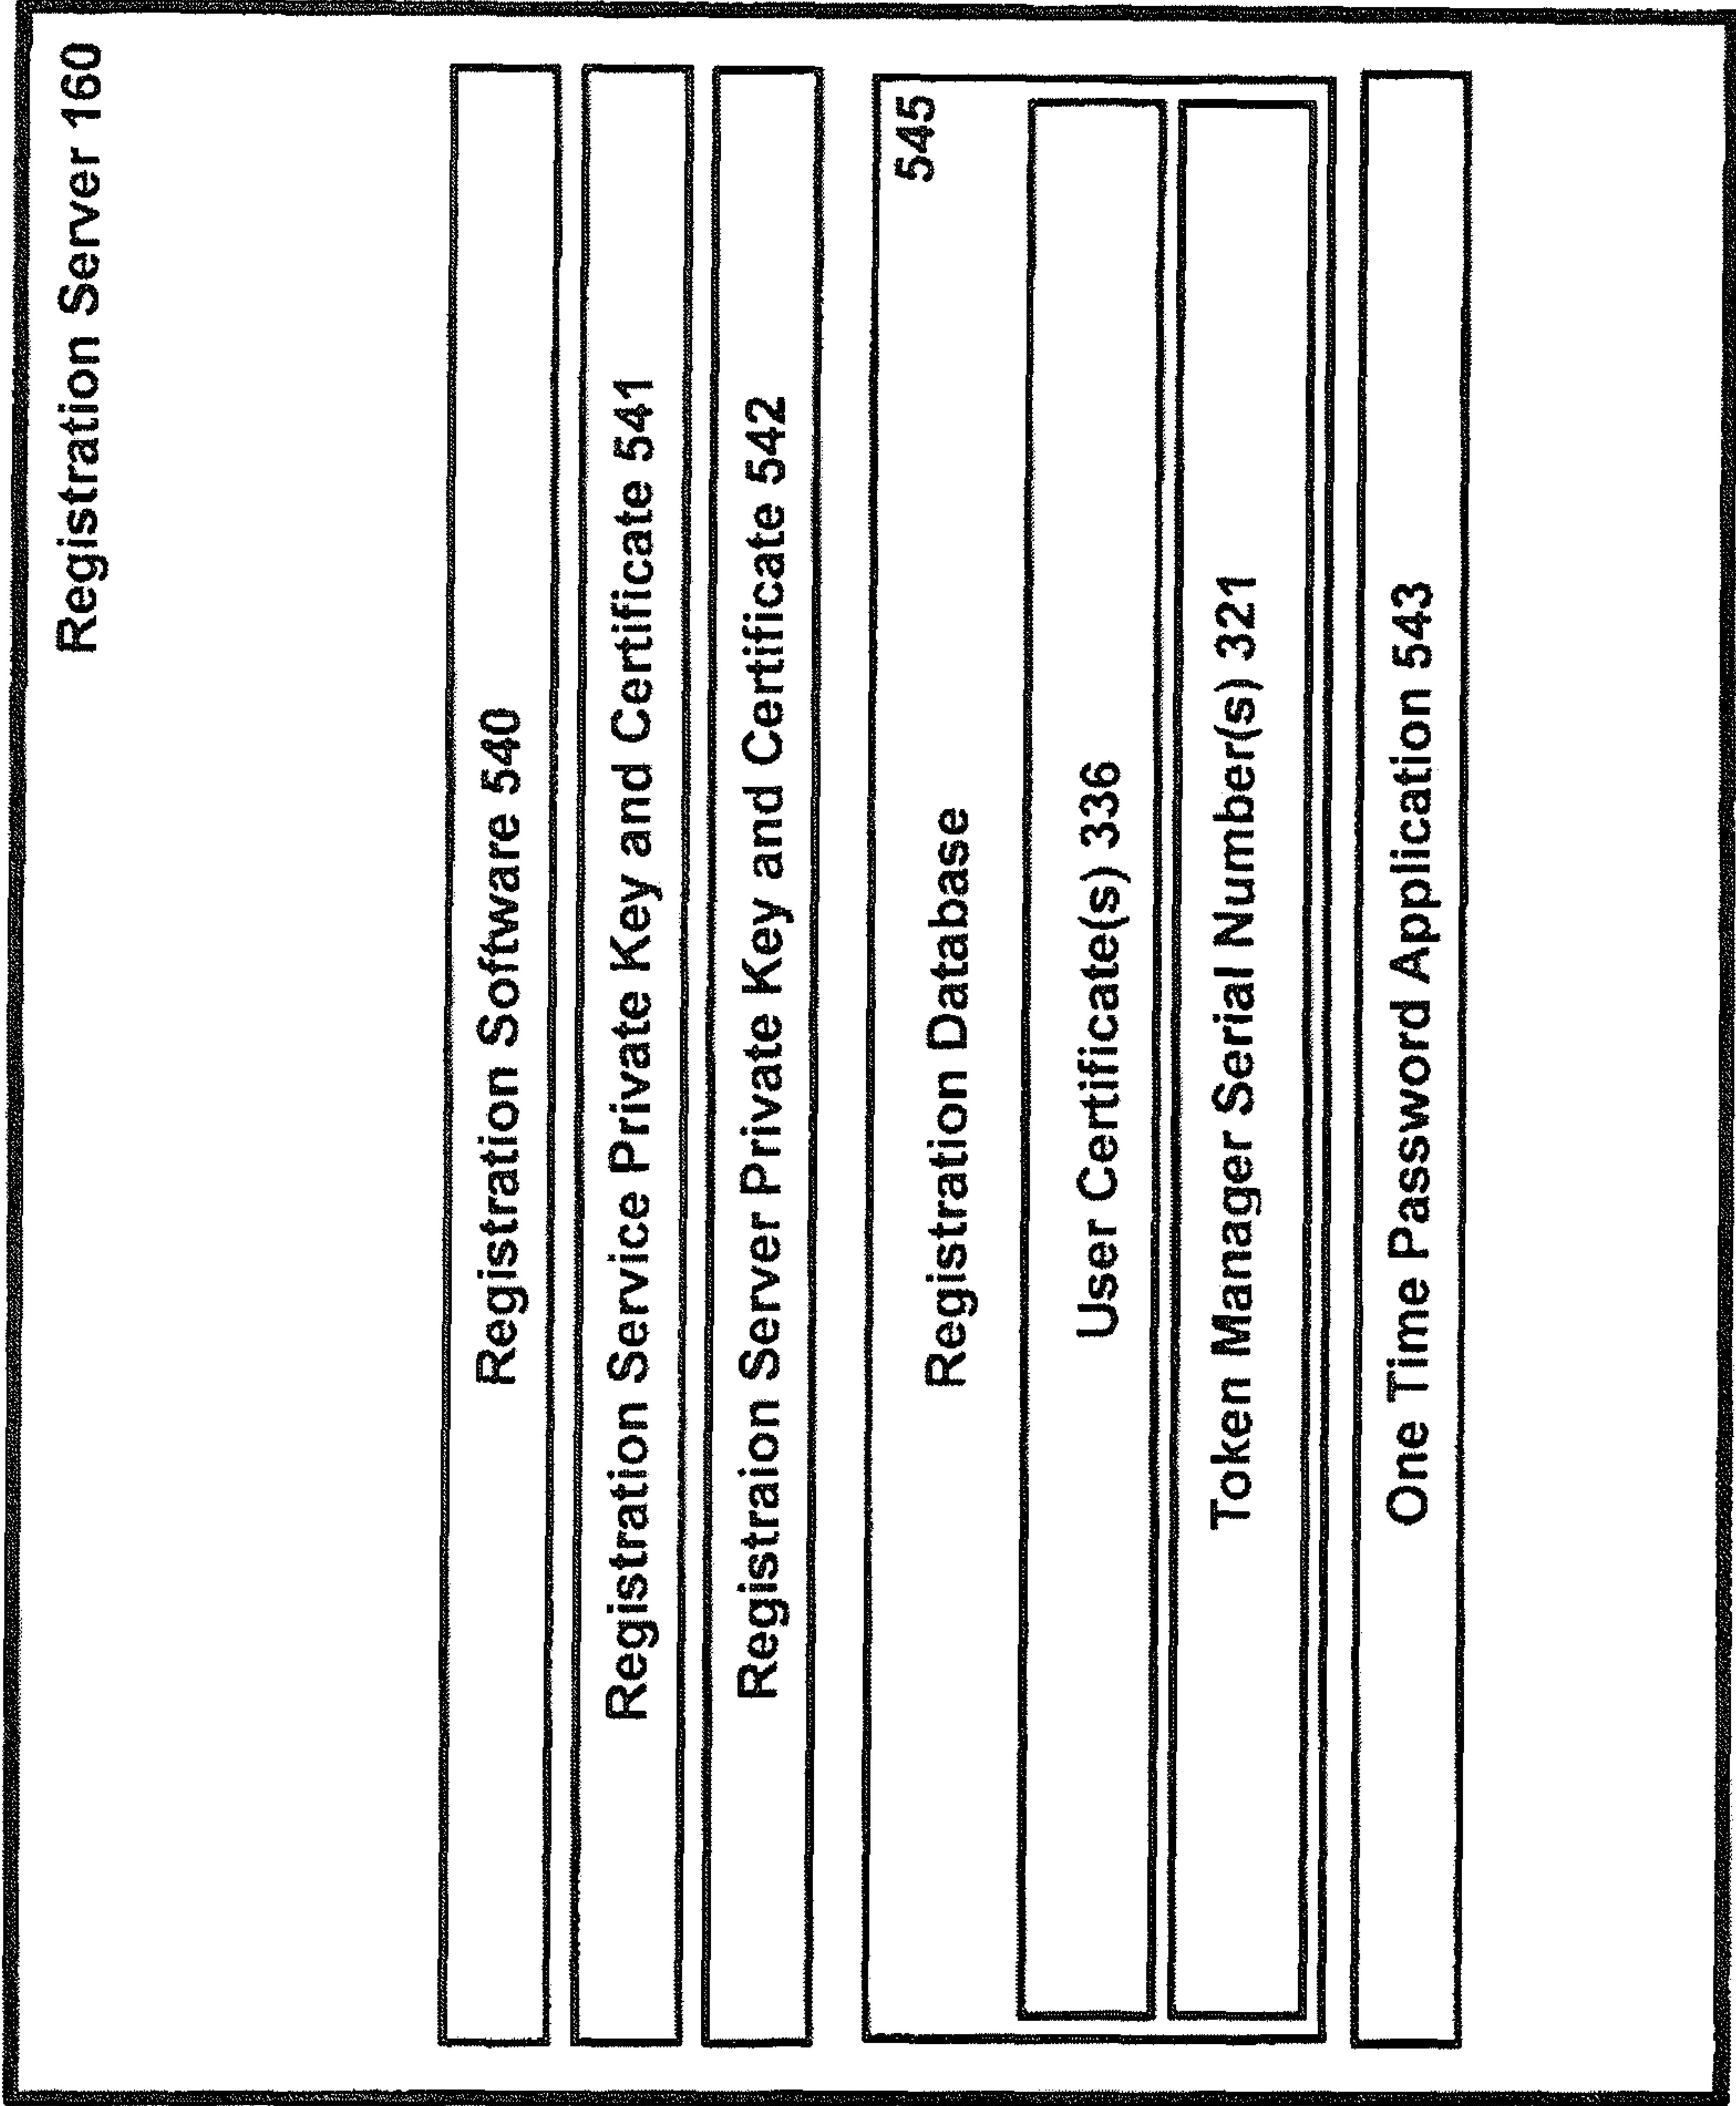 Registration Server 160
Registration Software 540
Registration Service Private Key and Certificate 541
Registraion Server Private Key and Certificate 542
545
Registration Database
User Certificate(s) 336
Token Manager Serial Number(s) 321
One Time Password Application 543